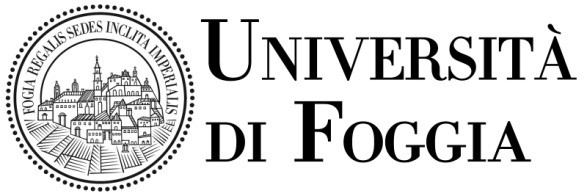 FOGIA REGALIS SEDES INCLITA IMPERIALIS
UNIVERSITÀ
DI FOGGIA